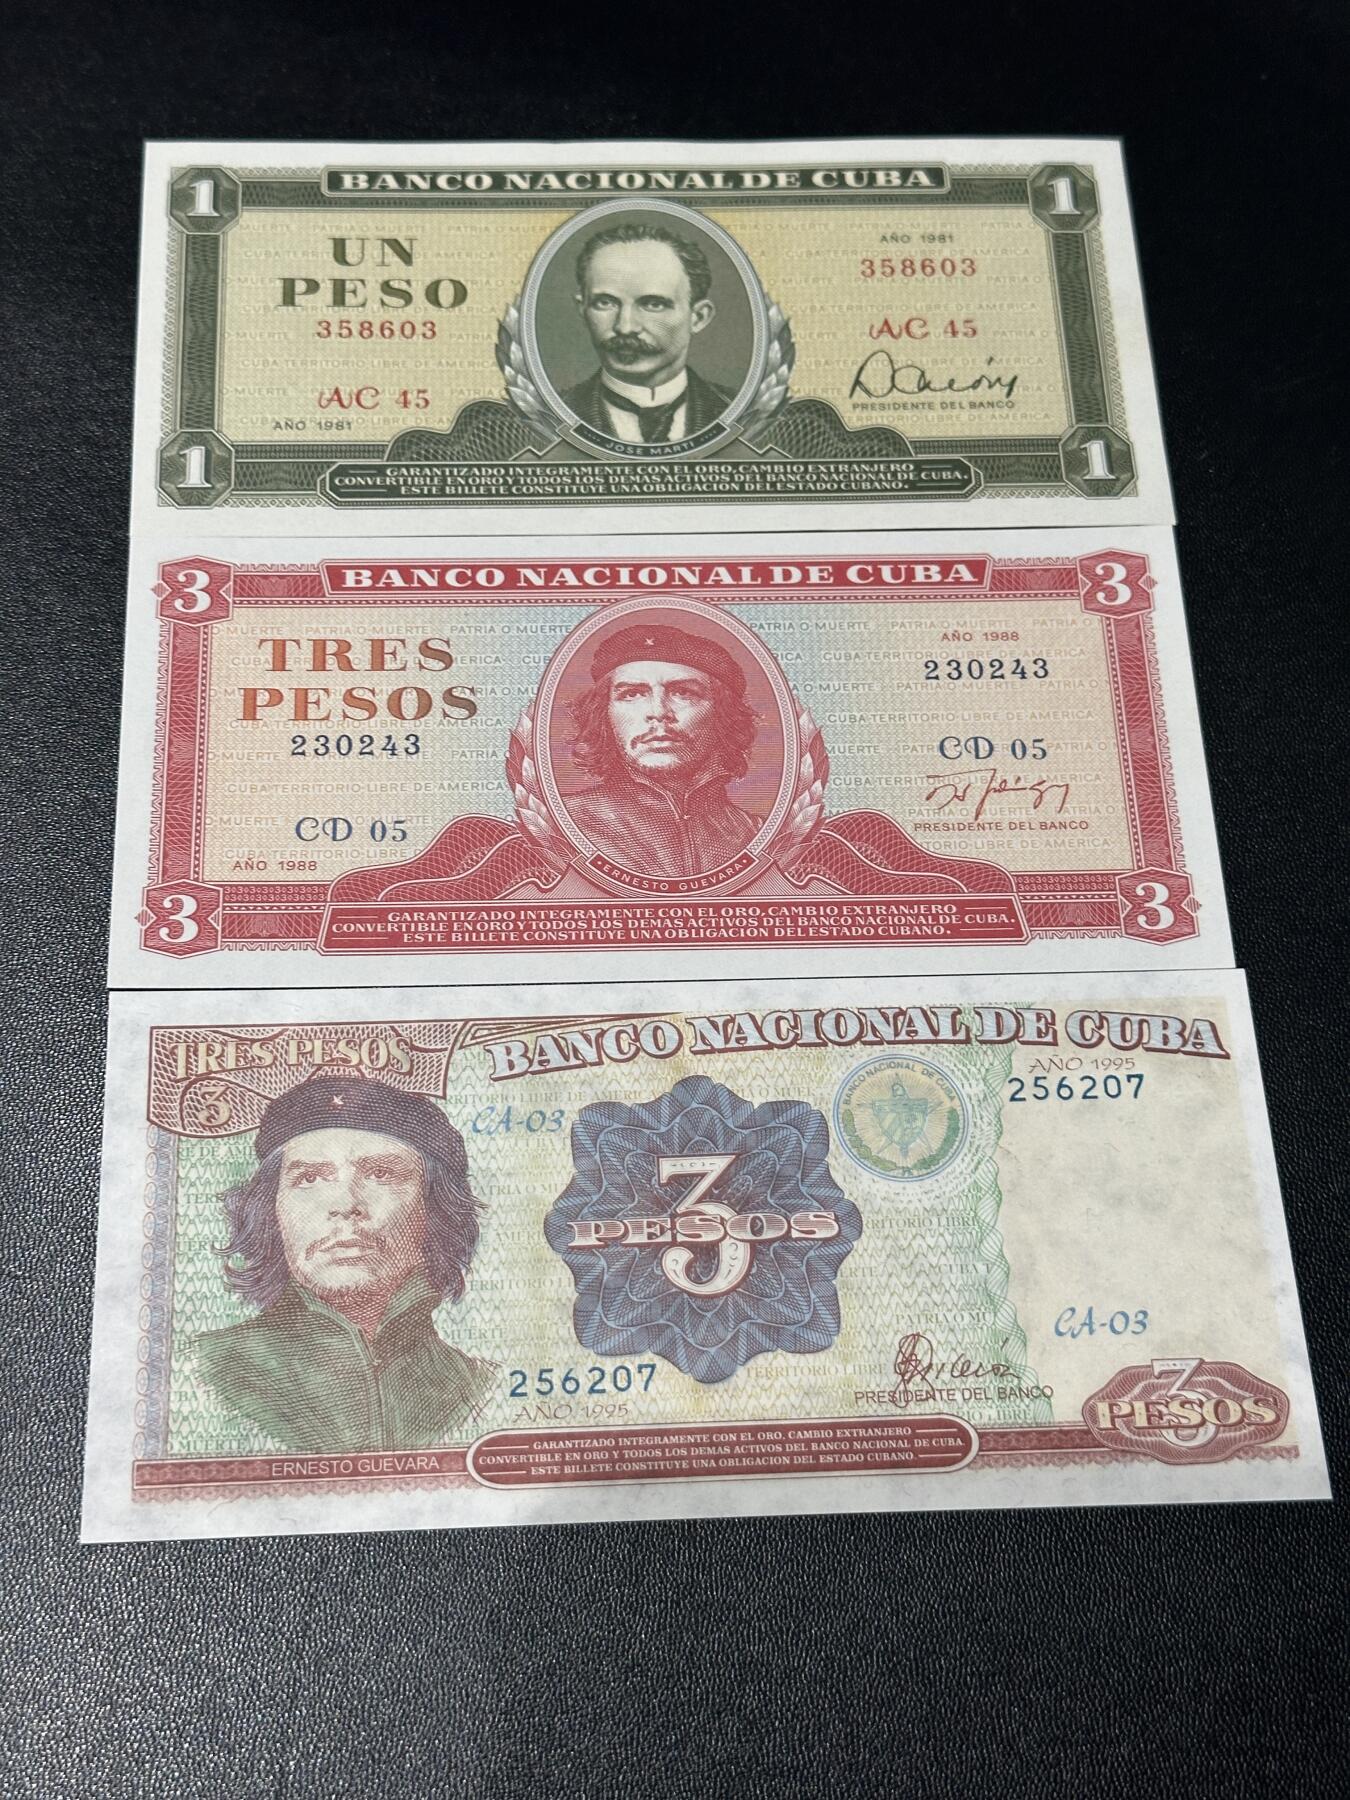 1 BANCO NACIONAL DE CUBA 1
UN
PESO
358603
AC 45
AÑO 1981
AÑO 1981
358603
AC 45
PRESIDENTE DEL BANCO
JOSE MARTI
1 1
GARANTIZADO INTEGRAMENTE CON EL ORO, CAMBIO EXTRANJERO
CONVERTIBLE EN ORO Y TODOS LOS DEMAS ACTIVOS DEL BANCO NACIONAL DE CUBA.
ESTE BILLETE CONSTITUYE UNA OBLIGACION DEL ESTADO CUBANO.
3 BANCO NACIONAL DE CUBA 3
TRES
PESOS
230243
CD 05
AÑO 1988
AÑO 1988
230243
CD 05
PRESIDENTE DEL BANCO
ERNESTO GUEVARA
3 3
GARANTIZADO INTEGRAMENTE CON EL ORO, CAMBIO EXTRANJERO
CONVERTIBLE EN ORO Y TODOS LOS DEMAS ACTIVOS DEL BANCO NACIONAL DE CUBA.
ESTE BILLETE CONSTITUYE UNA OBLIGACION DEL ESTADO CUBANO.
TRES PESOS
3
BANCO NACIONAL DE CUBA
AÑO 1995
256207
CA-03
BANCO NACIONAL DE CUBA
3
PESOS
CA-03
256207
AÑO 1995
PRESIDENTE DEL BANCO
3
PESOS
ERNESTO GUEVARA
GARANTIZADO INTEGRAMENTE CON EL ORO, CAMBIO EXTRANJERO
CONVERTIBLE EN ORO Y TODOS LOS DEMAS ACTIVOS DEL BANCO NACIONAL DE CUBA.
ESTE BILLETE CONSTITUYE UNA OBLIGACION DEL ESTADO CUBANO.